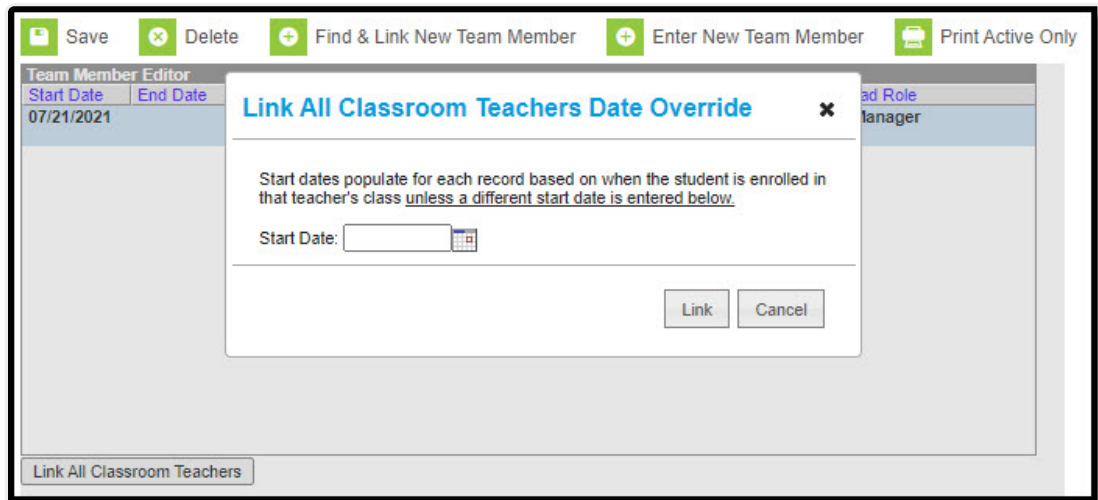 Save Delete Find & Link New Team Member Enter New Team Member Print Active Only
Team Member Editor
Start Date End Date ad Role
07/21/2021 Manager
Link All Classroom Teachers Date Override
Start dates populate for each record based on when the student is enrolled in
that teacher's class unless a different start date is entered below.
Start Date:
Link Cancel
Link All Classroom Teachers